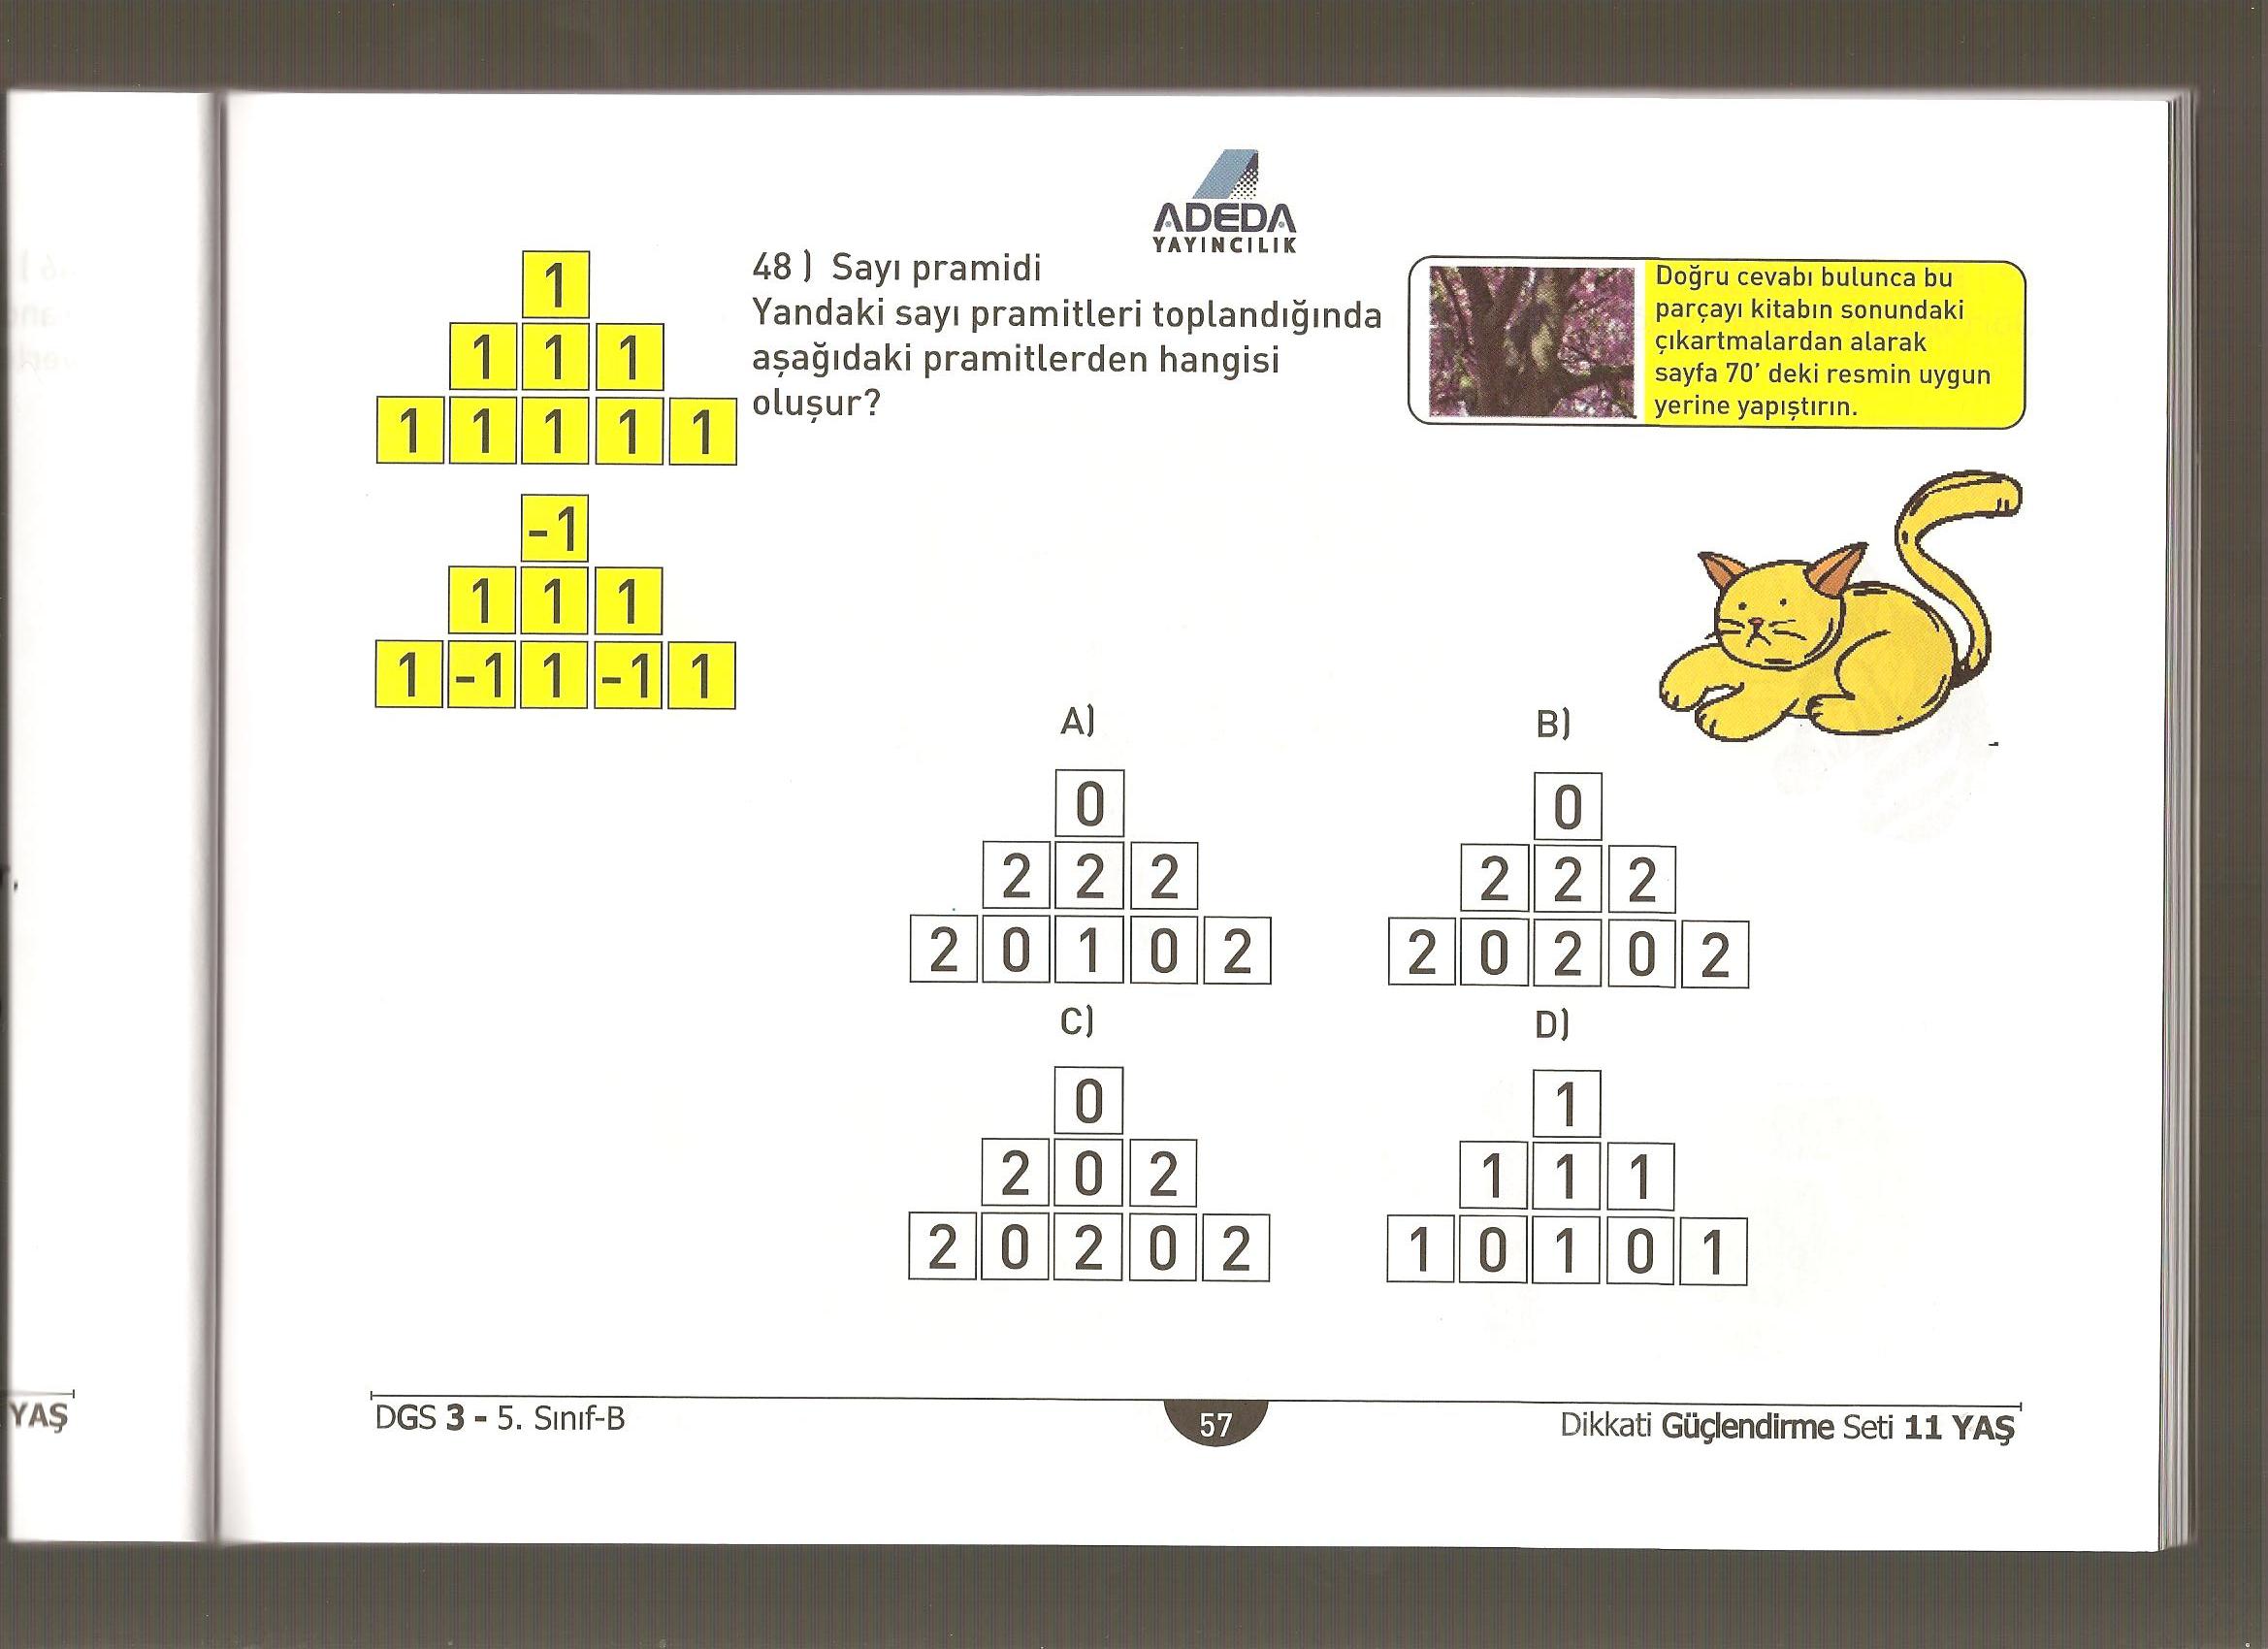 ADEDA
YAYINCILIK
48 ) Sayı pramidi
Yandaki sayı pramitleri toplandığında
aşağıdaki pramitlerden hangisi
oluşur?
Doğru cevabı bulunca bu
parçayı kitabın sonundaki
çıkartmalardan alarak
sayfa 70' deki resmin uygun
yerine yapıştırın.
1
1 1 1
1 1 1 1 1
-1
1 1 1
1 -1 1 -1 1
A)
0
2 2 2
2 0 1 0 2
B)
0
2 2 2
2 0 2 0 2
C)
0
2 0 2
2 0 2 0 2
D)
1
1 1 1
1 0 1 0 1
YAŞ
DGS 3 - 5. Sınıf-B
57
Dikkati Güçlendirme Seti 11 YAŞ